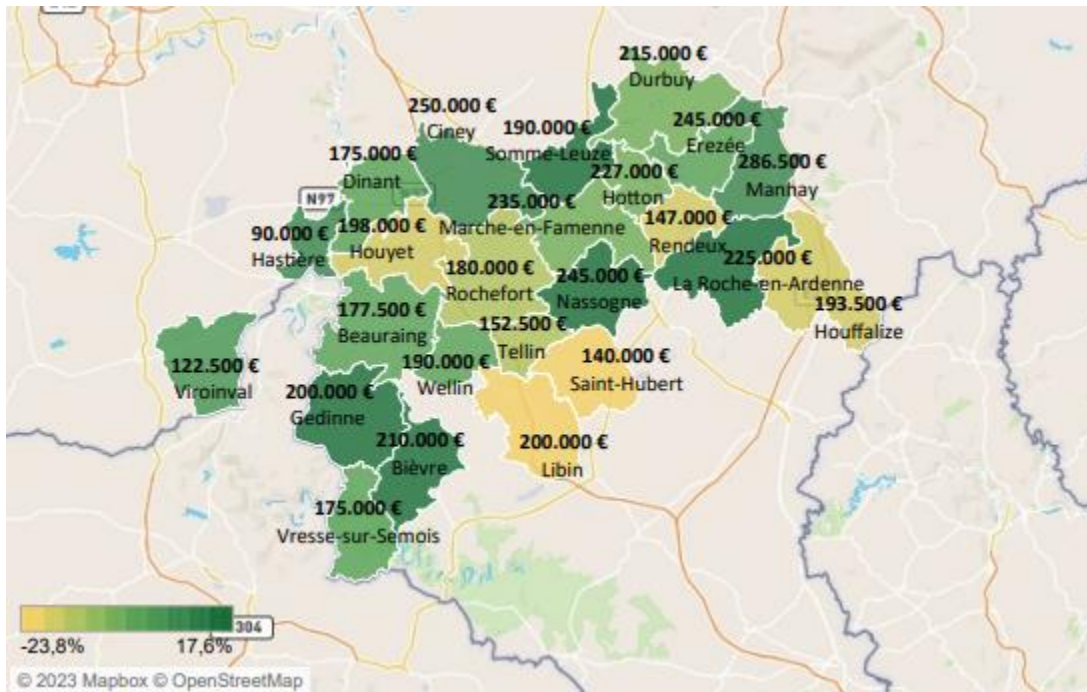 215.000 €
Durbuy
250.000 €
Ciney
190.000 €
Somme-Leuze
245.000 €
Erezée
175.000 €
Dinant
227.000 €
Hotton
286.500 €
Manhay
N97
235.000 €
Marche-en-Famenne
147.000 €
Rendeux
90.000 €
Hastière
198.000 €
Houyet
180.000 €
Rochefort
245.000 €
Nassogne
225.000 €
La Roche-en-Ardenne
193.500 €
Houffalize
177.500 €
Beauraing
152.500 €
Tellin
122.500 €
Viroinval
190.000 €
Wellin
140.000 €
Saint-Hubert
200.000 €
Gedinne
210.000 €
Bièvre
200.000 €
Libin
175.000 €
Vresse-sur-Semois
304
-23,8% 17,6%
© 2023 Mapbox © OpenStreetMap